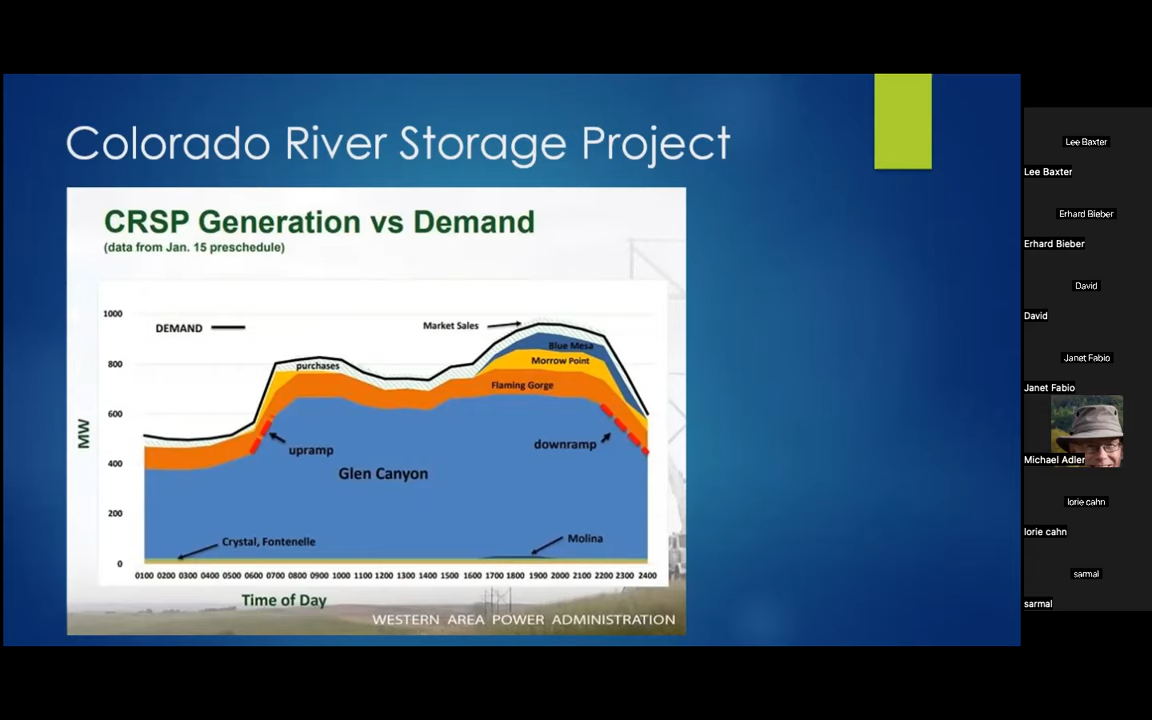 Colorado River Storage Project
CRSP Generation vs Demand
(data from Jan. 15 preschedule)
MW
1000
800
600
400
200
0
DEMAND
Market Sales
Blue Mesa
purchases
Morrow Point
Flaming Gorge
upramp
downramp
Glen Canyon
Crystal, Fontenelle
Molina
0100 0200 0300 0400 0500 0600 0700 0800 0900 1000 1100 1200 1300 1400 1500 1600 1700 1800 1900 2000 2100 2200 2300 2400
Time of Day
WESTERN AREA POWER ADMINISTRATION
Lee Baxter
Lee Baxter
Erhard Bieber
Erhard Bieber
David
David
Janet Fabio
Janet Fabio
Michael Adler
lorie cahn
lorie cahn
sarmal
sarmal